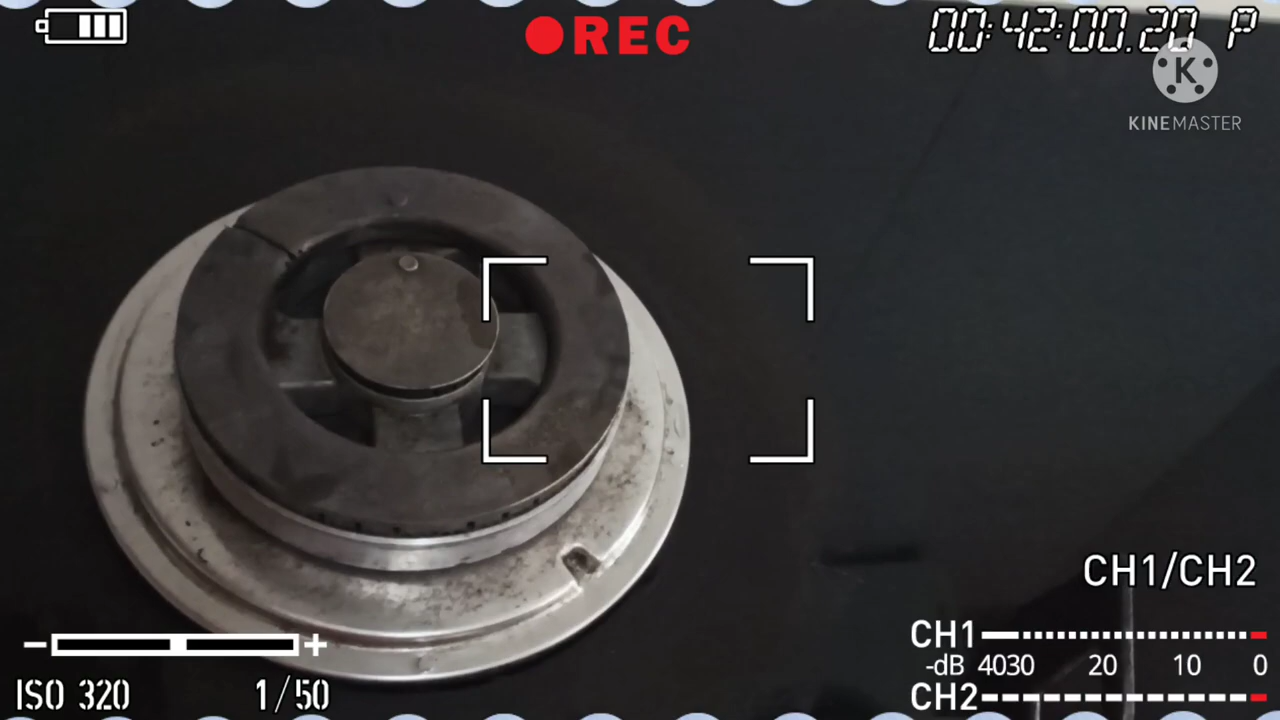 REC
00:42:00.20 P
K
KINEMASTER
CH1/CH2
CH1
-dB 4030 20 10 0
CH2
- +
ISO 320 1/50